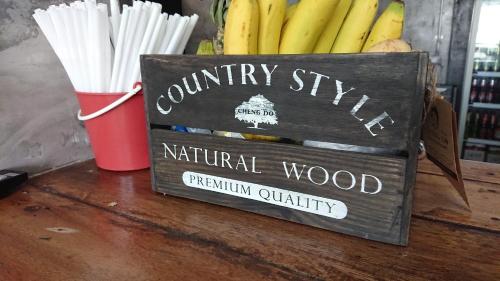 COUNTRY STYLE
CHENG DO
NATURAL WOOD
PREMIUM QUALITY